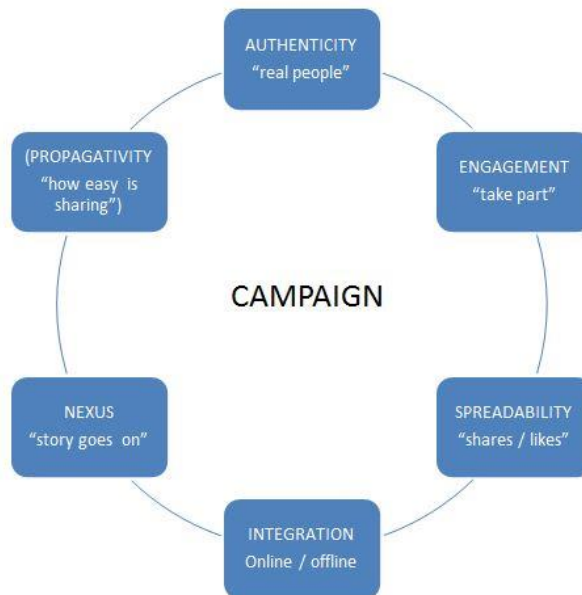 AUTHENTICITY
“real people”
ENGAGEMENT
“take part”
SPREADABILITY
“shares / likes”
INTEGRATION
Online / offline
NEXUS
“story goes on”
(PROPAGATIVITY
“how easy is
sharing”)
CAMPAIGN